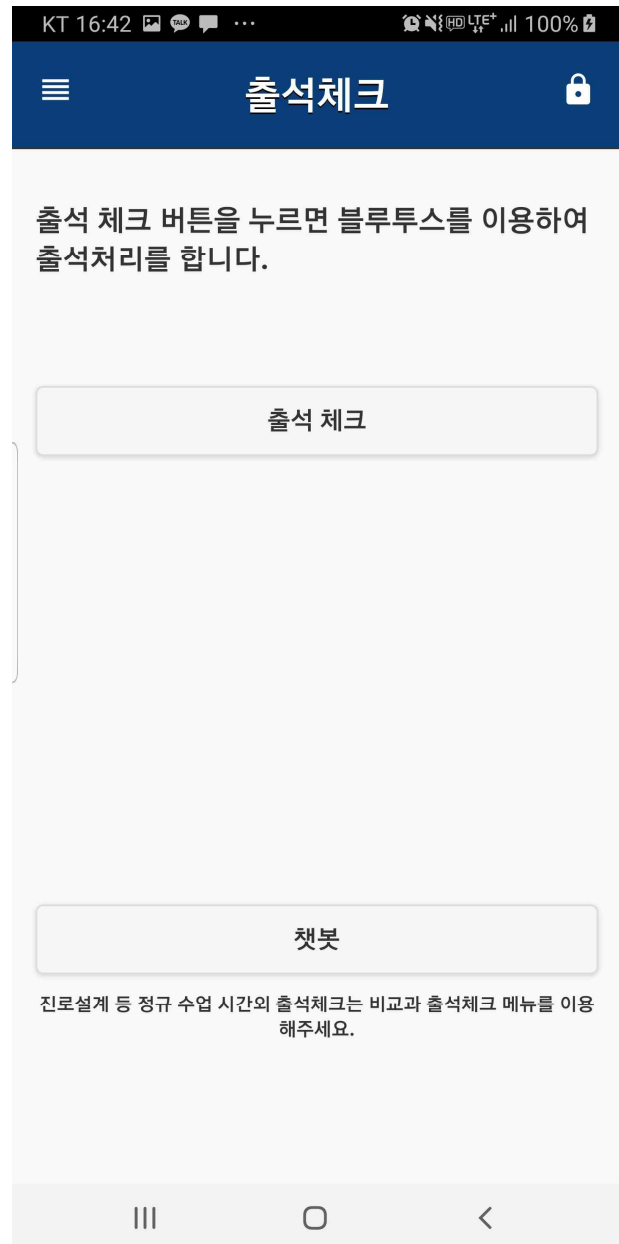 KT 16:42 TALK ... HD LTE+ 100%
출석체크
출석 체크 버튼을 누르면 블루투스를 이용하여
출석처리를 합니다.
출석 체크
챗봇
진로설계 등 정규 수업 시간외 출석체크는 비교과 출석체크 메뉴를 이용
해주세요.